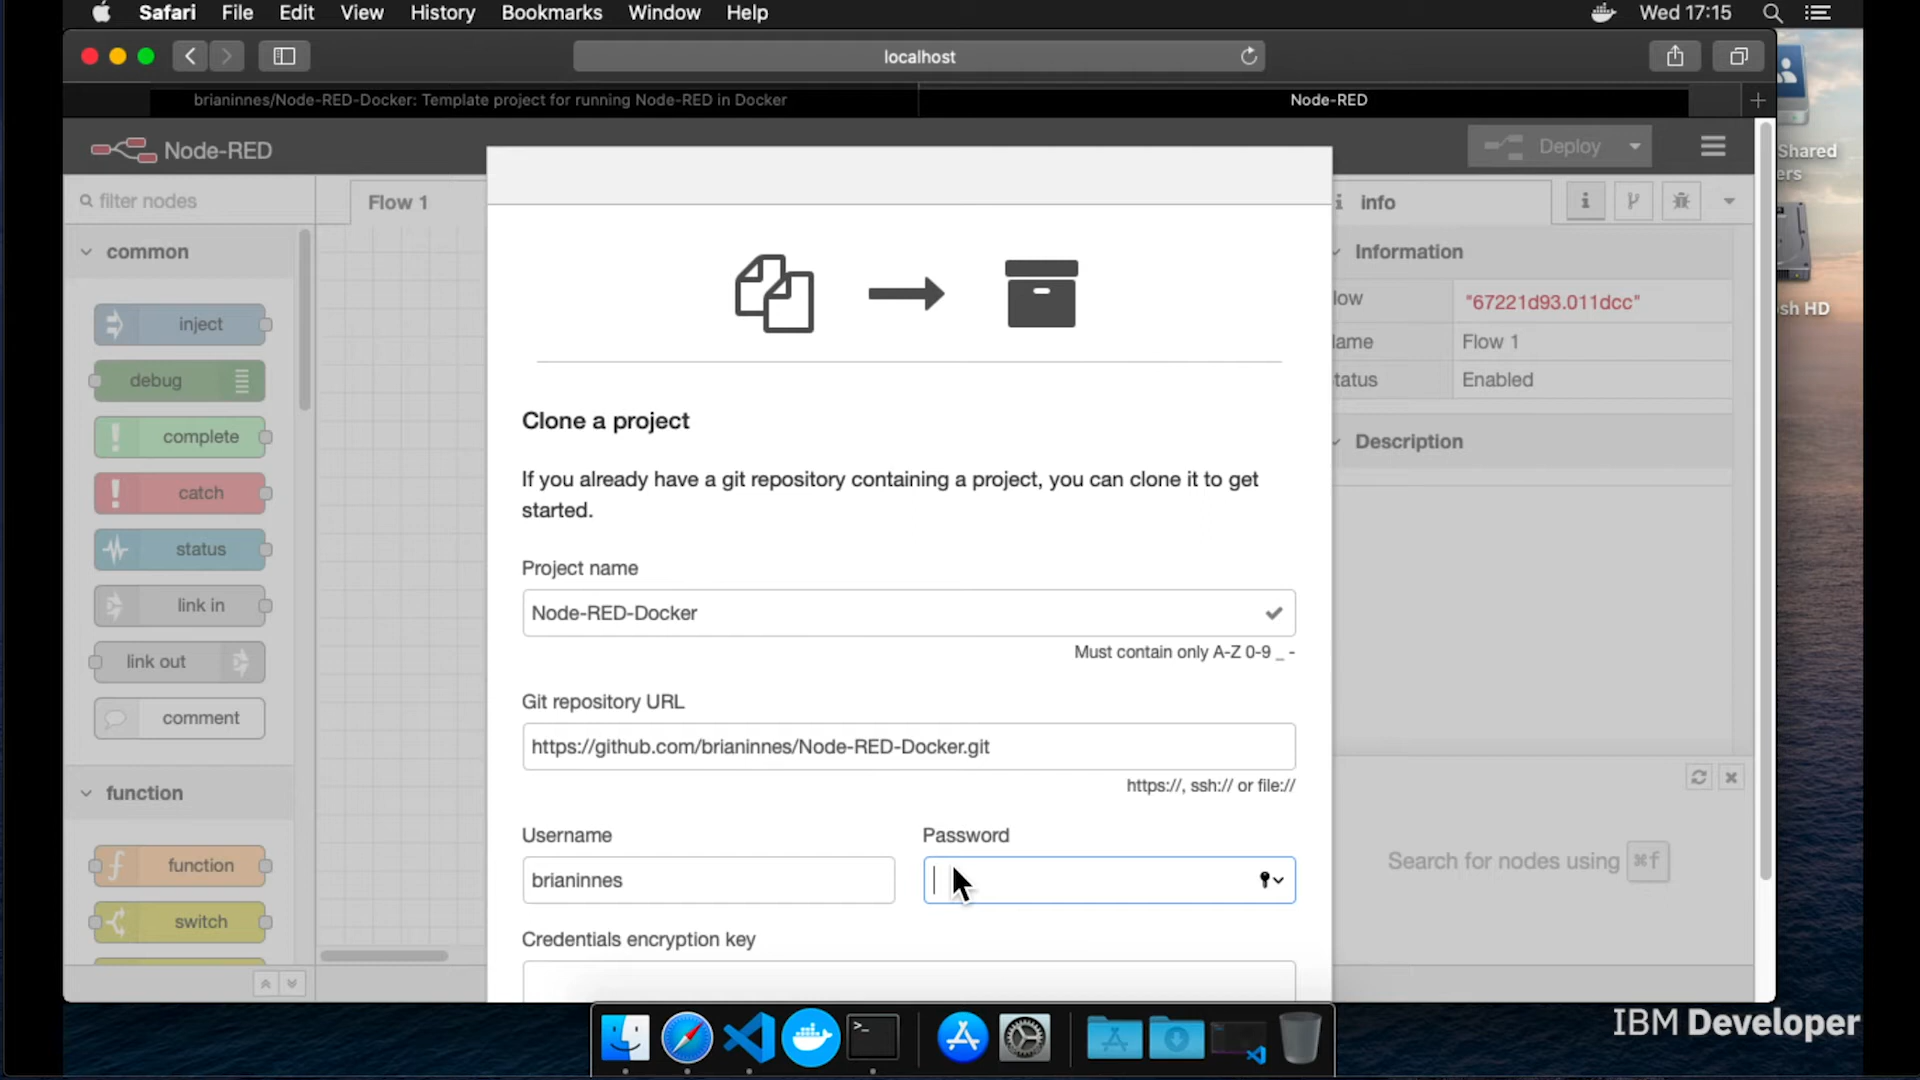 Safari File Edit View History Bookmarks Window Help Wed 17:15
localhost
brianinnes/Node-RED-Docker: Template project for running Node-RED in Docker
Node-RED
Node-RED
Deploy
filter nodes
Flow 1
common
inject
debug
complete
catch
status
link in
link out
comment
function
function
switch
Clone a project
If you already have a git repository containing a project, you can clone it to get
started.
Project name
Node-RED-Docker
Must contain only A-Z 0-9 _ -
Git repository URL
https://github.com/brianinnes/Node-RED-Docker.git
https://, ssh:// or file://
Username
Password
brianinnes
Credentials encryption key
i info
i
Information
low "67221d93.011dcc"
lame Flow 1
tatus Enabled
Description
Search for nodes using ⌘f
Shared
ers
sh HD
IBM Developer